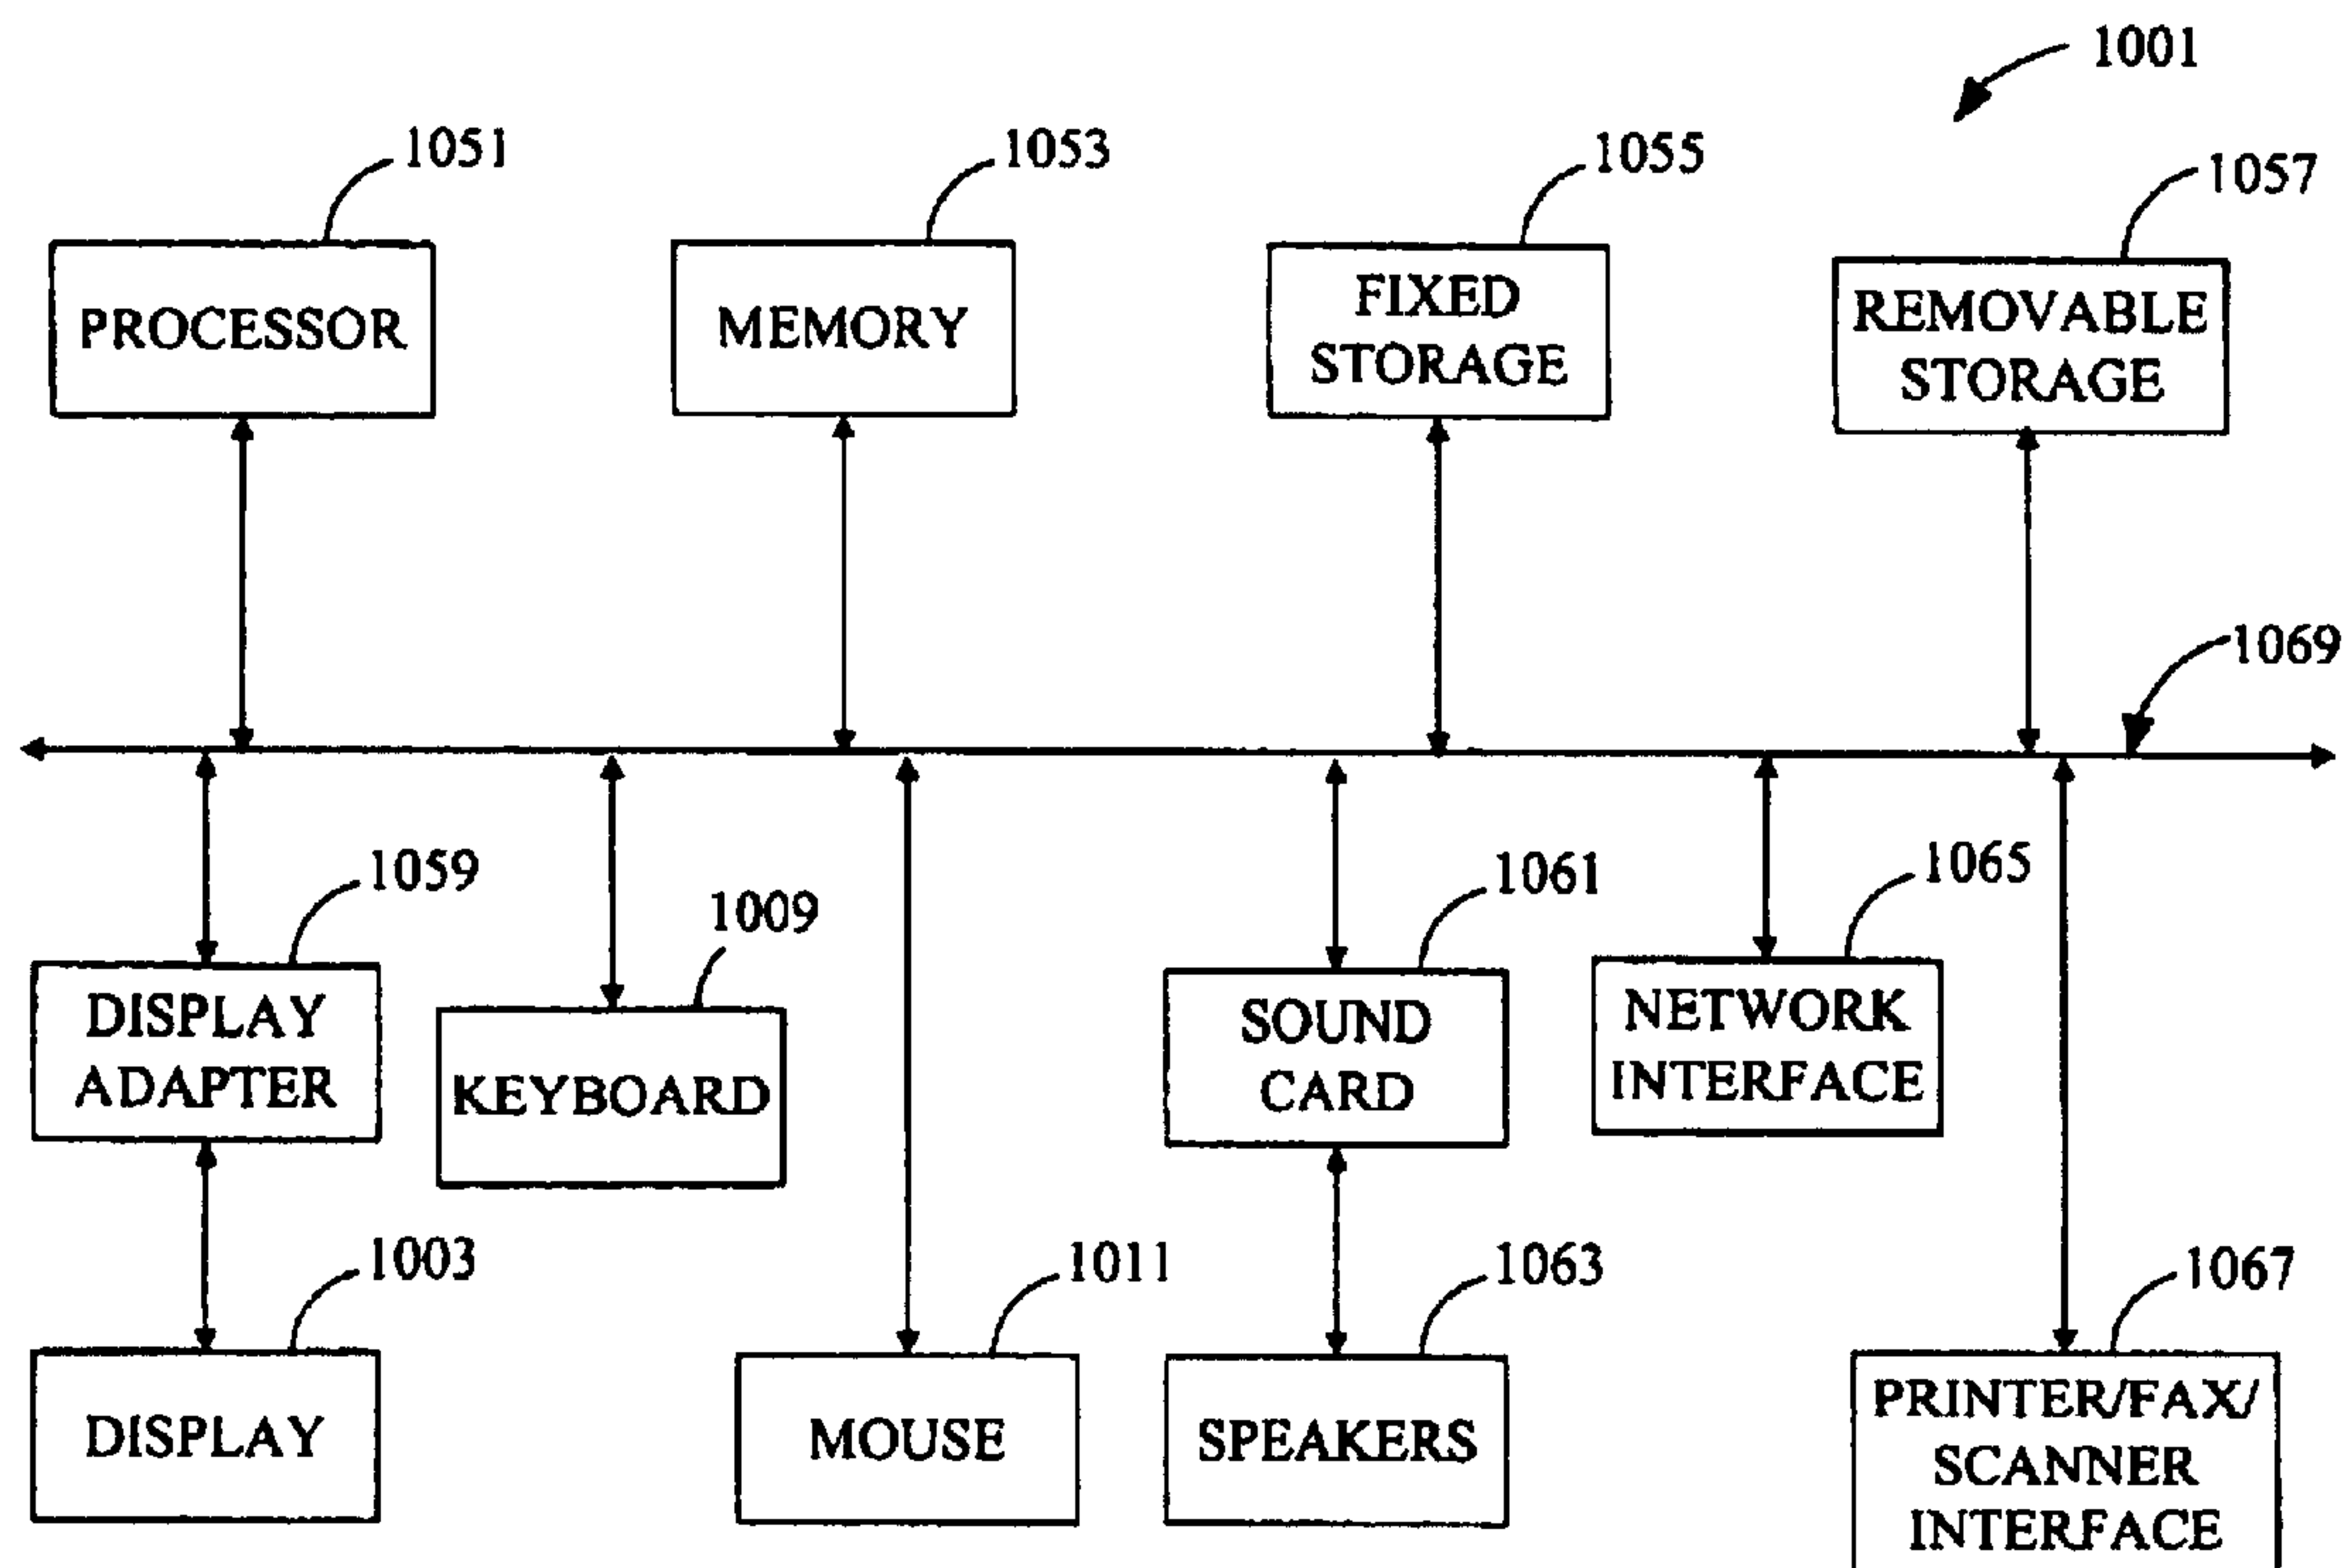 1001
1051
1053
1055
1057
PROCESSOR
MEMORY
FIXED
STORAGE
REMOVABLE
STORAGE
1069
1059
1009
1061
1065
DISPLAY
ADAPTER
KEYBOARD
SOUND
CARD
NETWORK
INTERFACE
1003
1011
1063
1067
DISPLAY
MOUSE
SPEAKERS
PRINTER/FAX/
SCANNER
INTERFACE